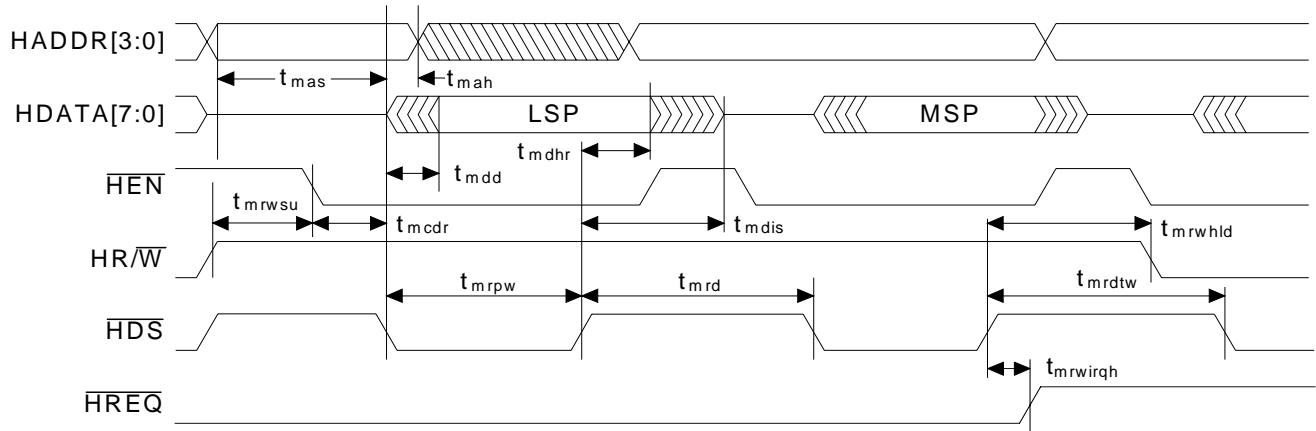 HADDR[3:0]
t mas
t mah
HDATA[7:0]
LSP
MSP
t mdhr
t mdd
HEN
t mrwsu
t mcdr
t mdis
t mrwhld
HR/W
t mrpw
t mrd
t mrdtw
HDS
t mrwirqh
HREQ